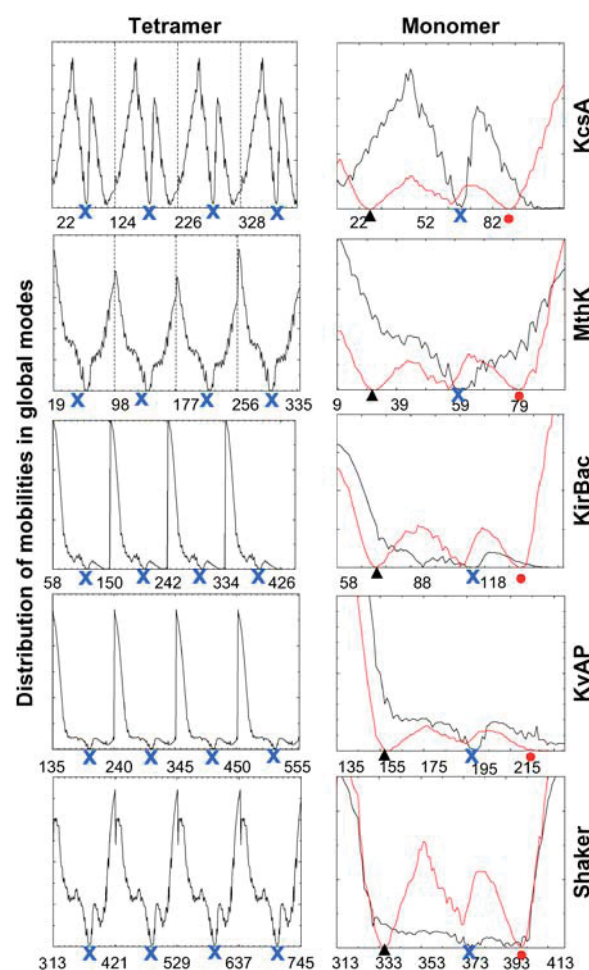 Tetramer Monomer
Distribution of mobilities in global modes
22 124 226 328
22 52 82
KcsA
19 98 177 256 335
9 39 59 79
MthK
58 150 242 334 426
58 88 118
KirBac
135 240 345 450 555
135 155 175 195 215
KvAP
313 421 529 637 745
313 333 353 373 393 413
Shaker